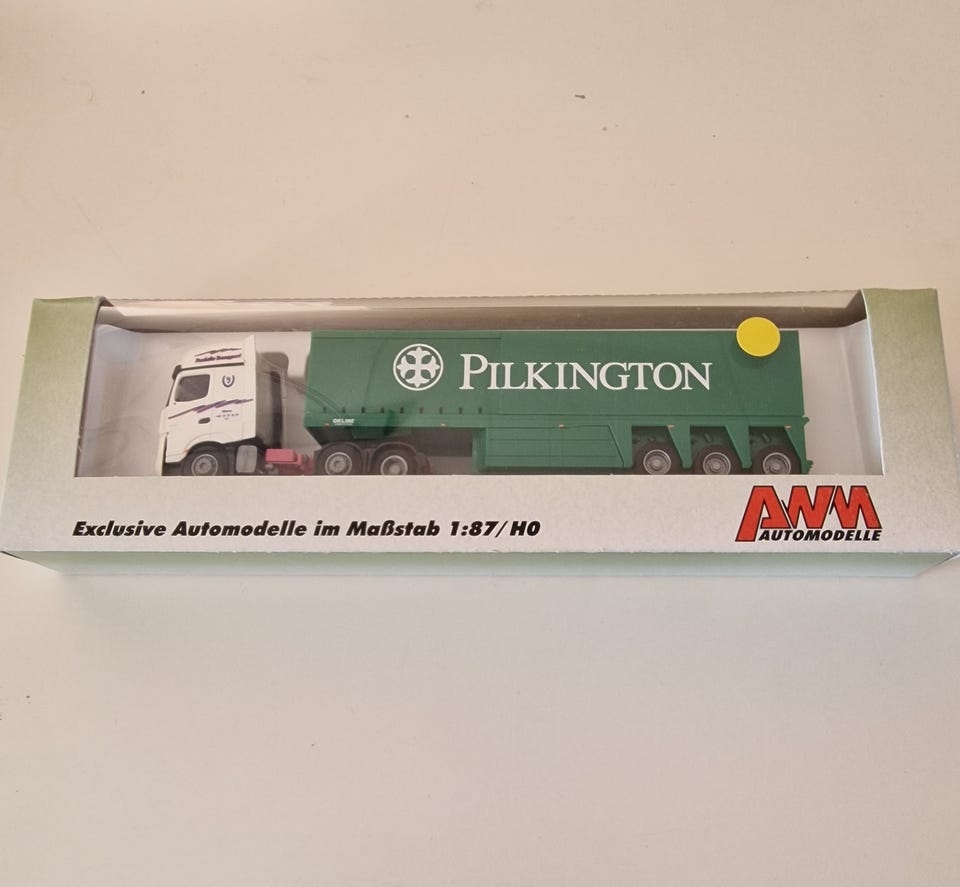 PILKINGTON
Exclusive Automodelle im Maßstab 1:87/H0
AWM
AUTOMODELLE